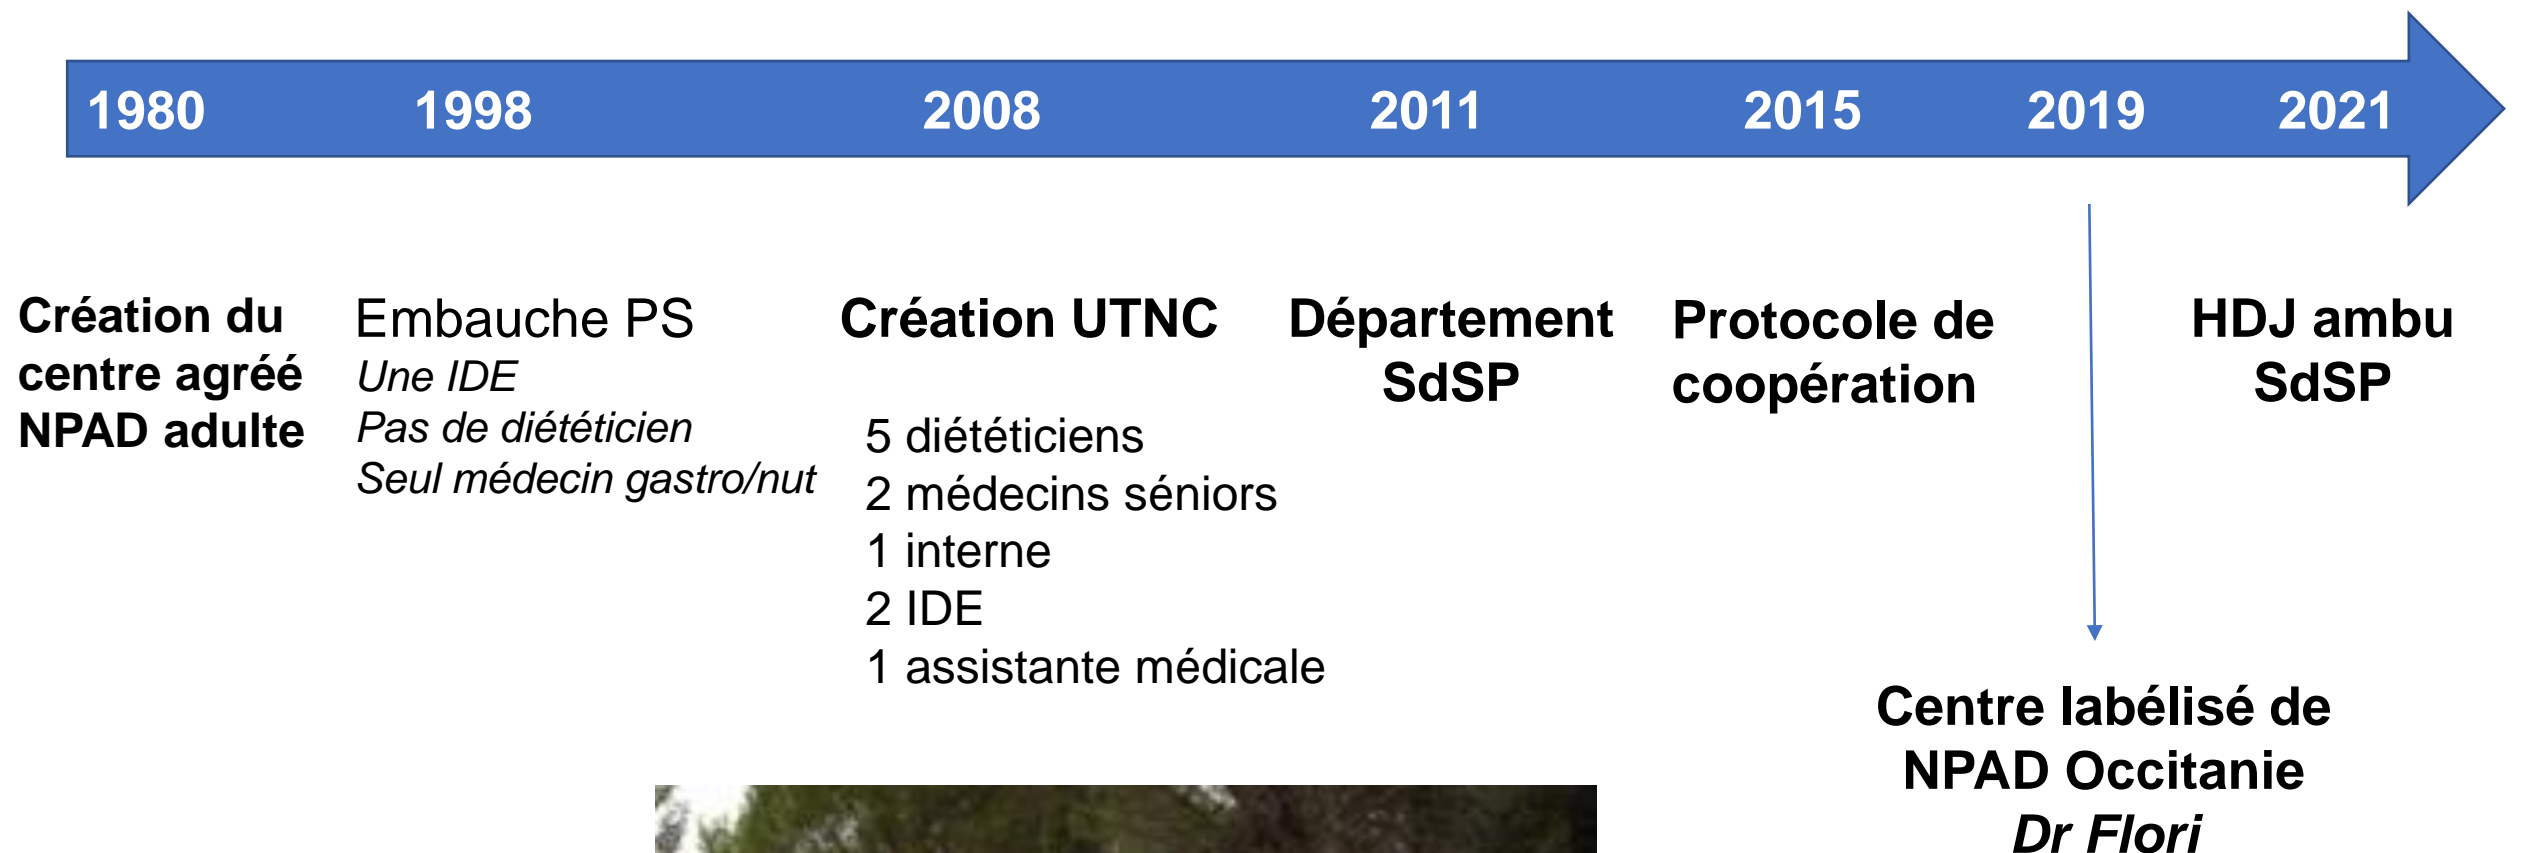 1980 1998 2008 2011 2015 2019 2021
Création du
centre agréé
NPAD adulte
Embauche PS
Une IDE
Pas de diététicien
Seul médecin gastro/nut
Création UTNC
5 diététiciens
2 médecins séniors
1 interne
2 IDE
1 assistante médicale
Département
SdSP
Protocole de
coopération
Centre labélisé de
NPAD Occitanie
Dr Flori
HDJ ambu
SdSP